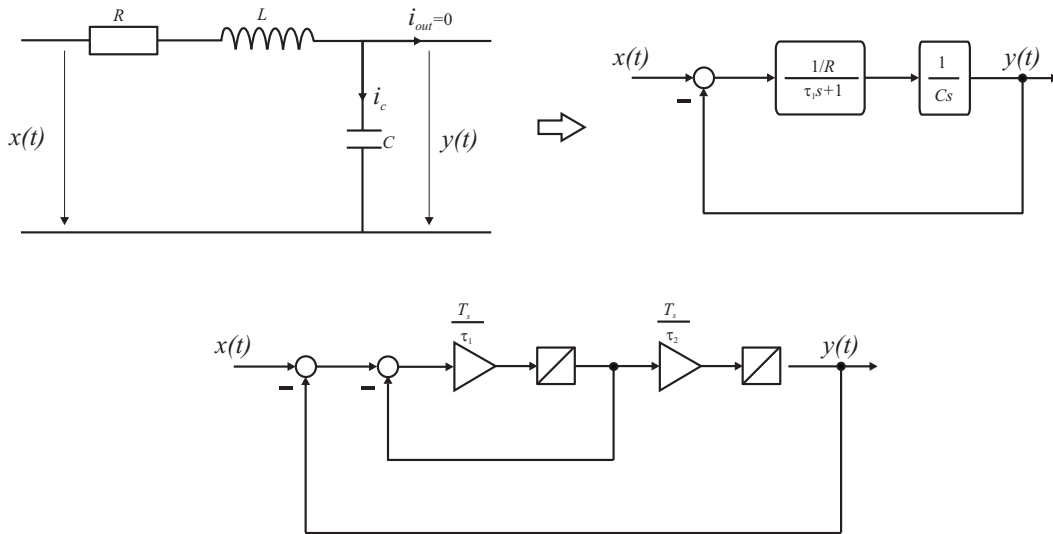 R
L
i_out=0
x(t)
i_c
C
y(t)
x(t)
−
1/R
τ₁s+1
1
Cs
y(t)
x(t)
−
−
T_s
τ₁
T_s
τ₂
y(t)